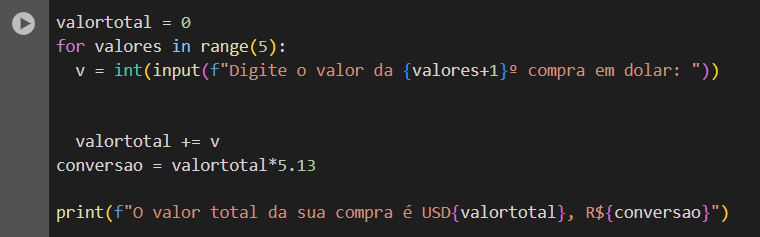 valortotal = 0
for valores in range(5):
  v = int(input(f"Digite o valor da {valores+1}º compra em dolar: "))
  valortotal += v
conversao = valortotal*5.13
print(f"O valor total da sua compra é USD{valortotal}, R${conversao}")